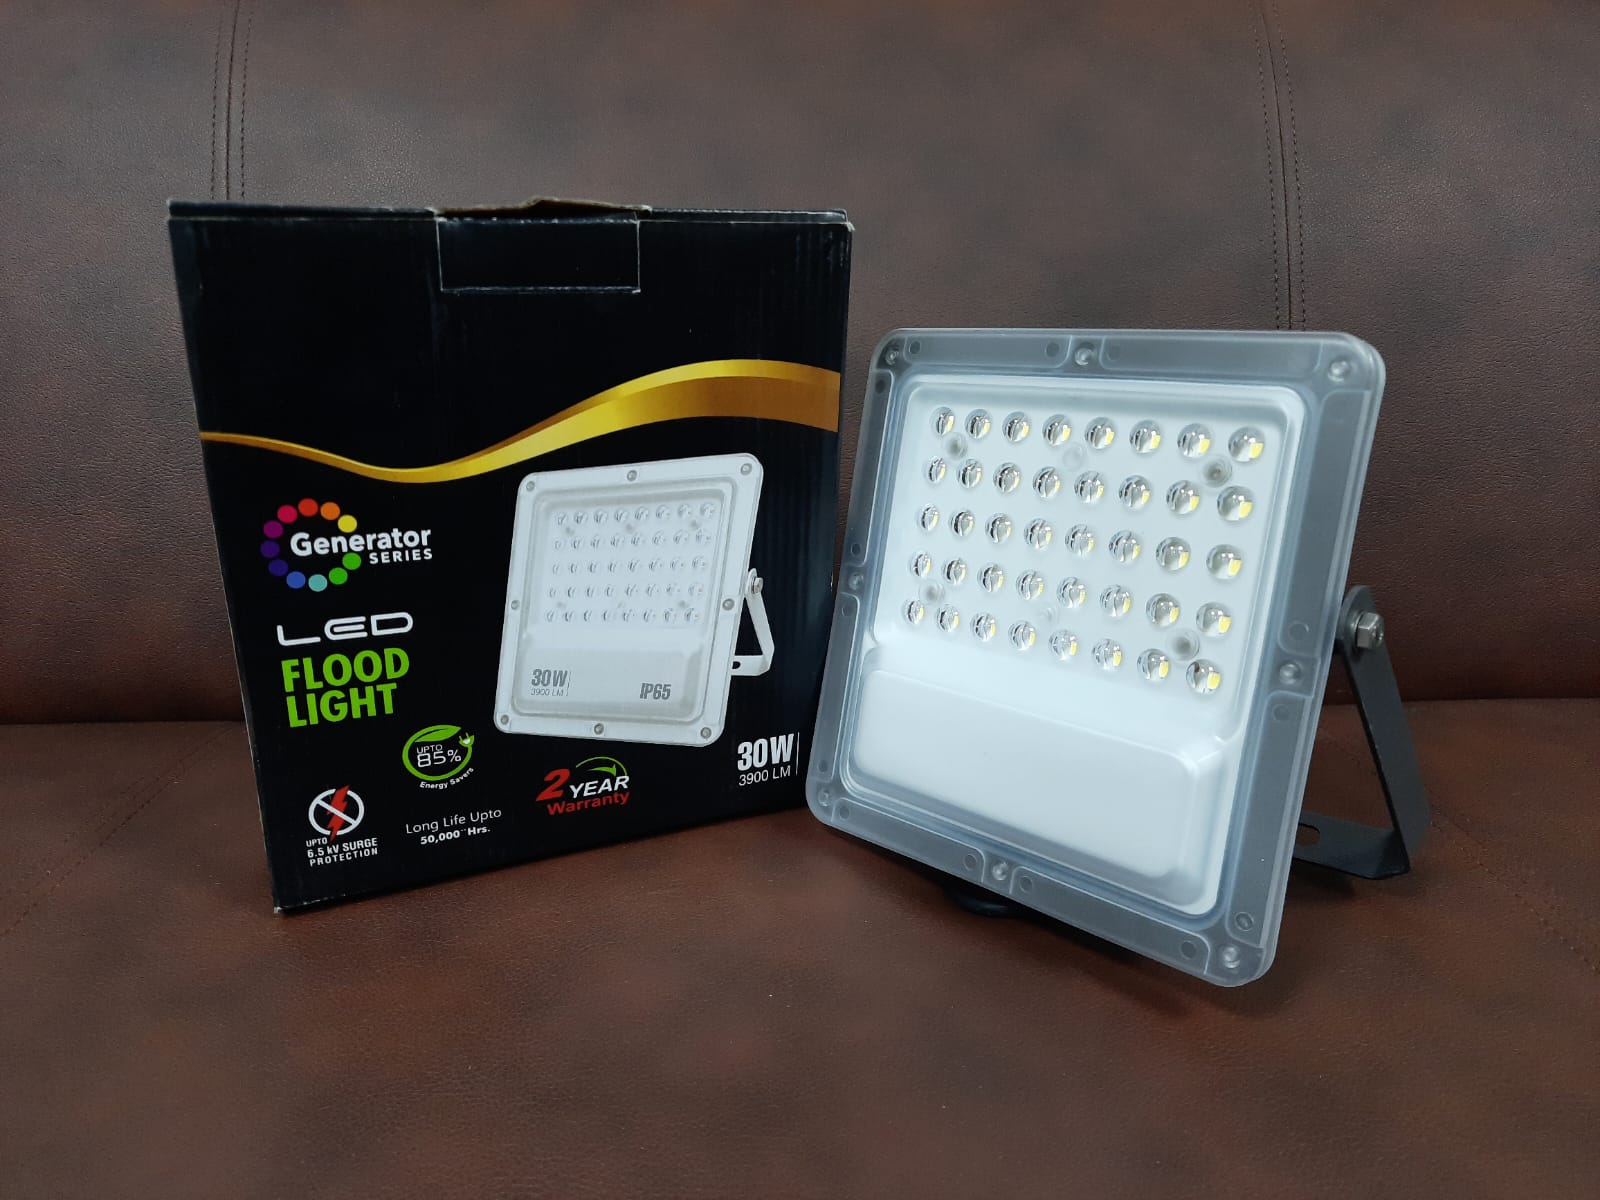 Generator
SERIES
LED
FLOOD
LIGHT
30W
3900 LM
IP65
UPTO
85%
Energy Savers
2 YEAR
Warranty
30W
3900 LM
UPTO
6.5 kV SURGE
PROTECTION
Long Life Upto
50,000** Hrs.